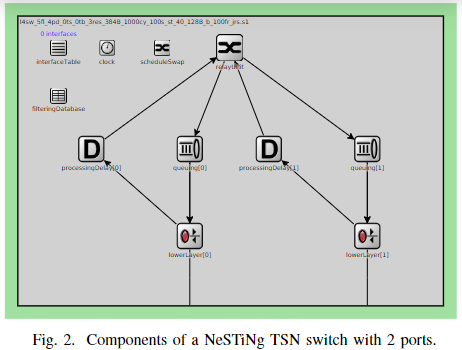 l4sw_5fl_4pd_0ts_0tb_3res_384B_1000cy_100s_st_40_128B_b_100fr_jrs.s1
0 interfaces
interfaceTable clock scheduleSwap relayUnit
filteringDatabase
processingDelay[0] queuing[0] processingDelay[1] queuing[1]
lowerLayer[0] lowerLayer[1]
Fig. 2. Components of a NeSTiNg TSN switch with 2 ports.